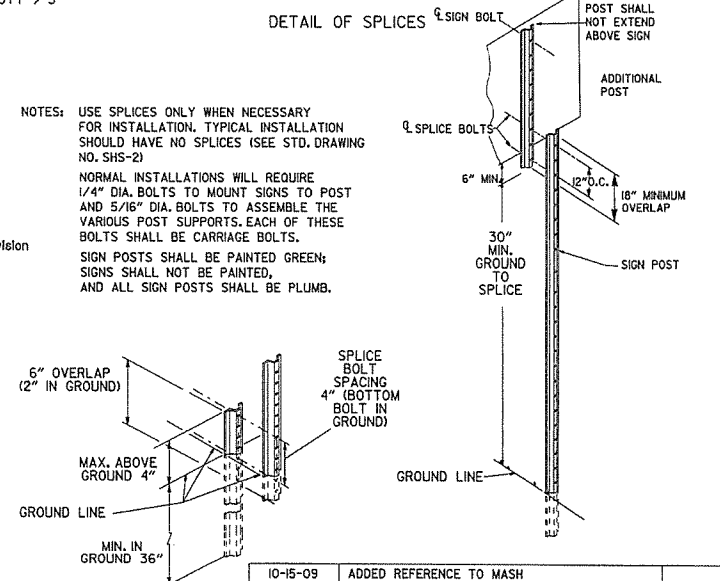 DETAIL OF SPLICES
℄ SIGN BOLT
POST SHALL
NOT EXTEND
ABOVE SIGN
ADDITIONAL
POST
NOTES: USE SPLICES ONLY WHEN NECESSARY
FOR INSTALLATION. TYPICAL INSTALLATION
SHOULD HAVE NO SPLICES (SEE STD. DRAWING
NO. SHS-2)
NORMAL INSTALLATIONS WILL REQUIRE
1/4" DIA. BOLTS TO MOUNT SIGNS TO POST
AND 5/16" DIA. BOLTS TO ASSEMBLE THE
VARIOUS POST SUPPORTS. EACH OF THESE
BOLTS SHALL BE CARRIAGE BOLTS.
SIGN POSTS SHALL BE PAINTED GREEN;
SIGNS SHALL NOT BE PAINTED,
AND ALL SIGN POSTS SHALL BE PLUMB.
℄ SPLICE BOLTS
6" MIN.
12" O.C.
18" MINIMUM
OVERLAP
30"
MIN.
GROUND
TO
SPLICE
SIGN POST
6" OVERLAP
(2" IN GROUND)
SPLICE
BOLT
SPACING
4" (BOTTOM
BOLT IN
GROUND)
MAX. ABOVE
GROUND 4"
GROUND LINE
GROUND LINE
MIN. IN
GROUND 36"
10-15-09 ADDED REFERENCE TO MASH